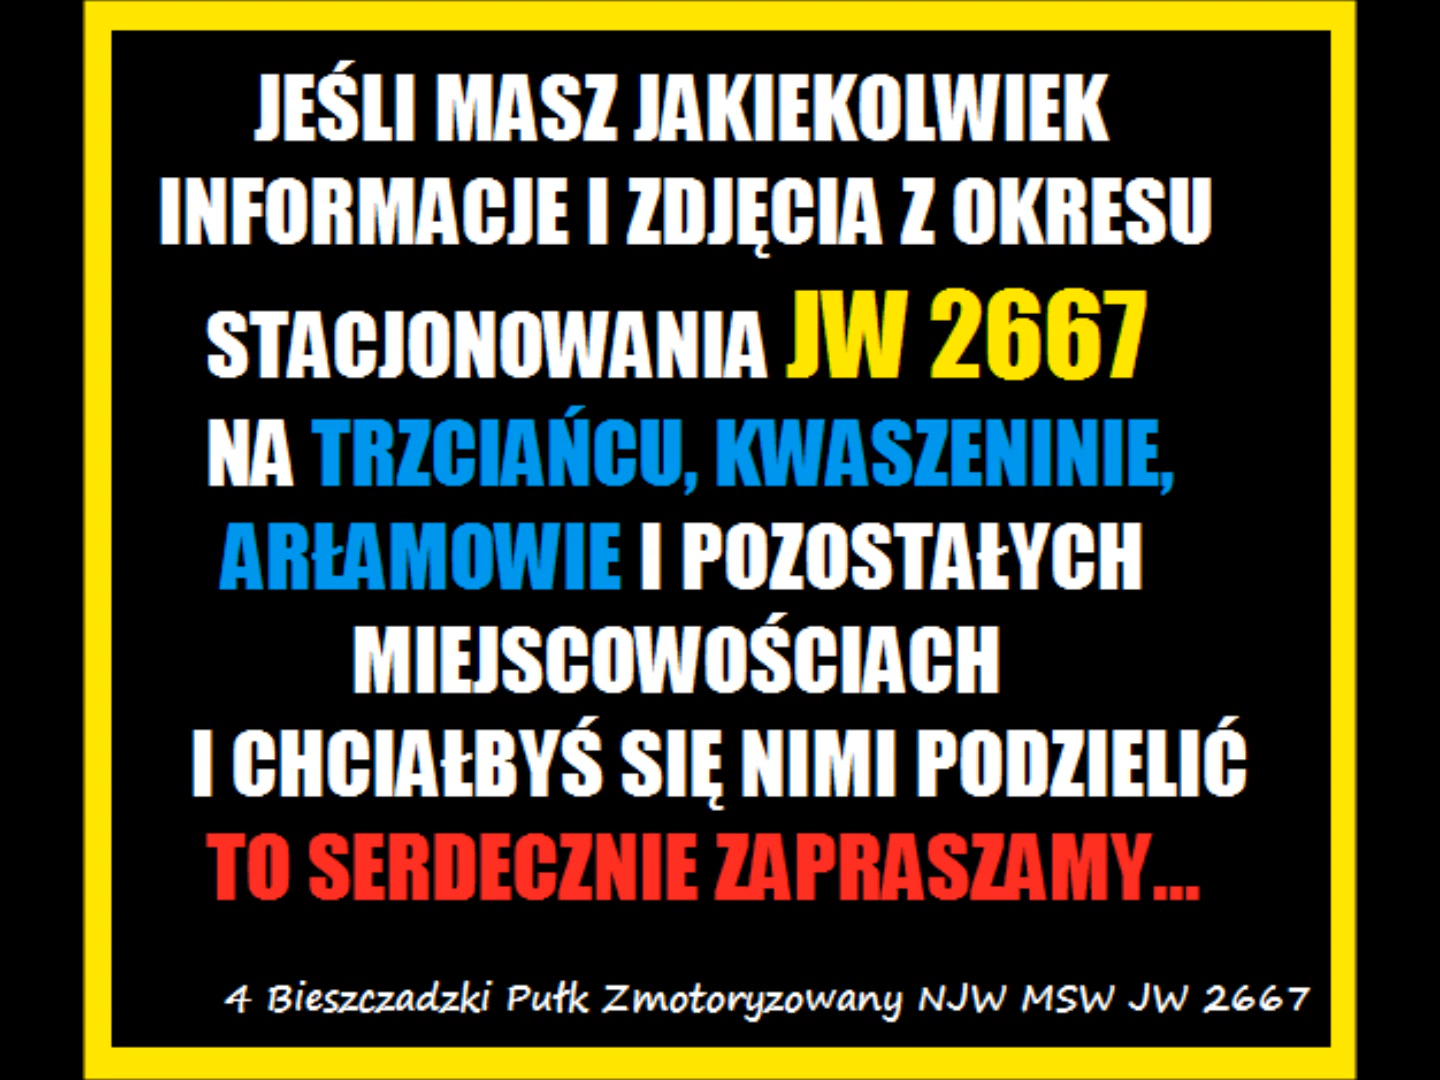 JEŚLI MASZ JAKIEKOLWIEK
INFORMACJE I ZDJĘCIA Z OKRESU
STACJONOWANIA JW 2667
NA TRZCIAŃCU, KWASZENINIE,
ARŁAMOWIE I POZOSTAŁYCH
MIEJSCOWOŚCIACH
I CHCIAŁBYŚ SIĘ NIMI PODZIELIĆ
TO SERDECZNIE ZAPRASZAMY...
4 Bieszczadzki Pułk Zmotoryzowany NJW MSW JW 2667